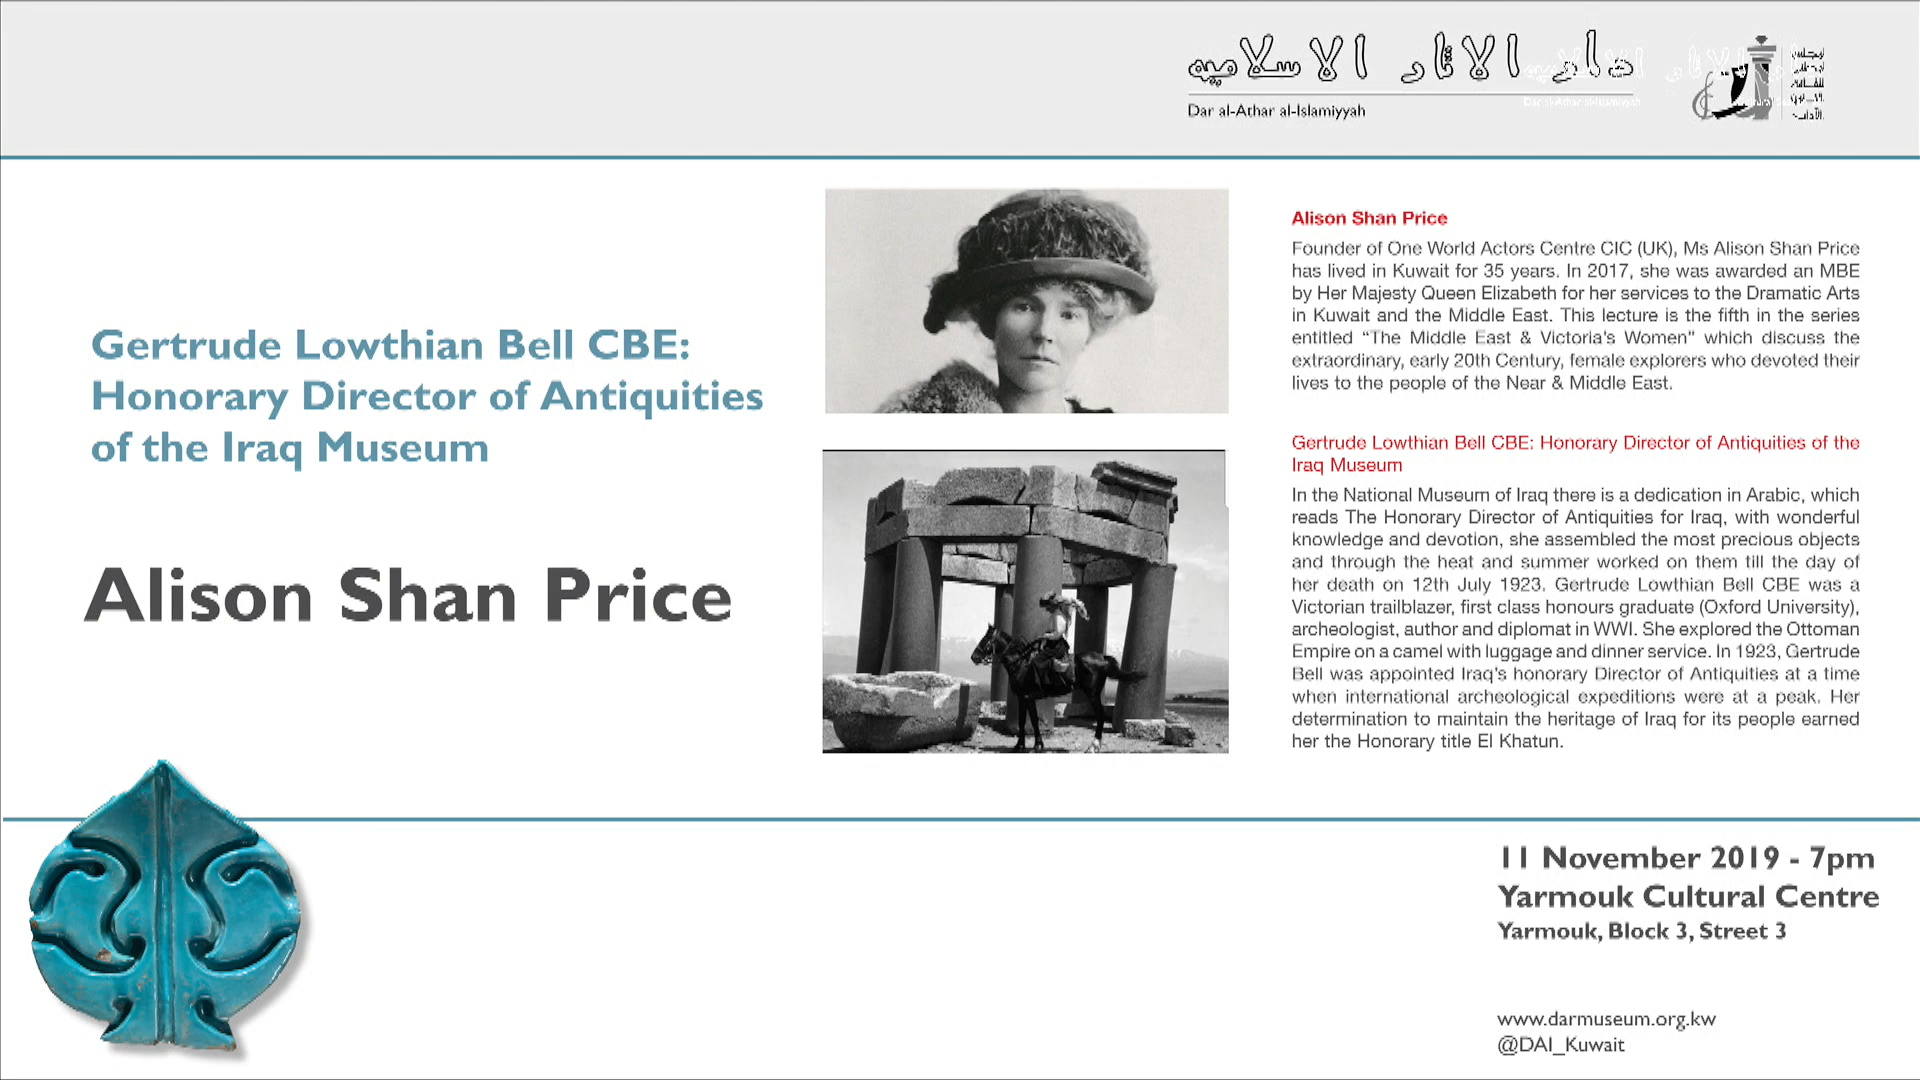 دار الآثار الاسلاميه
Dar al-Athar al-Islamiyyah
Gertrude Lowthian Bell CBE:
Honorary Director of Antiquities
of the Iraq Museum
Alison Shan Price
Alison Shan Price
Founder of One World Actors Centre CIC (UK), Ms Alison Shan Price
has lived in Kuwait for 35 years. In 2017, she was awarded an MBE
by Her Majesty Queen Elizabeth for her services to the Dramatic Arts
in Kuwait and the Middle East. This lecture is the fifth in the series
entitled “The Middle East & Victoria's Women” which discuss the
extraordinary, early 20th Century, female explorers who devoted their
lives to the people of the Near & Middle East.
Gertrude Lowthian Bell CBE: Honorary Director of Antiquities of the
Iraq Museum
In the National Museum of Iraq there is a dedication in Arabic, which
reads The Honorary Director of Antiquities for Iraq, with wonderful
knowledge and devotion, she assembled the most precious objects
and through the heat and summer worked on them till the day of
her death on 12th July 1923. Gertrude Lowthian Bell CBE was a
Victorian trailblazer, first class honours graduate (Oxford University),
archeologist, author and diplomat in WWI. She explored the Ottoman
Empire on a camel with luggage and dinner service. In 1923, Gertrude
Bell was appointed Iraq's honorary Director of Antiquities at a time
when international archeological expeditions were at a peak. Her
determination to maintain the heritage of Iraq for its people earned
her the Honorary title El Khatun.
11 November 2019 - 7pm
Yarmouk Cultural Centre
Yarmouk, Block 3, Street 3
www.darmuseum.org.kw
@DAI_Kuwait